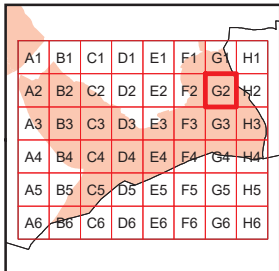 A1 B1 C1 D1 E1 F1 G1 H1
A2 B2 C2 D2 E2 F2 G2 H2
A3 B3 C3 D3 E3 F3 G3 H3
A4 B4 C4 D4 E4 F4 G4 H4
A5 B5 C5 D5 E5 F5 G5 H5
A6 B6 C6 D6 E6 F6 G6 H6